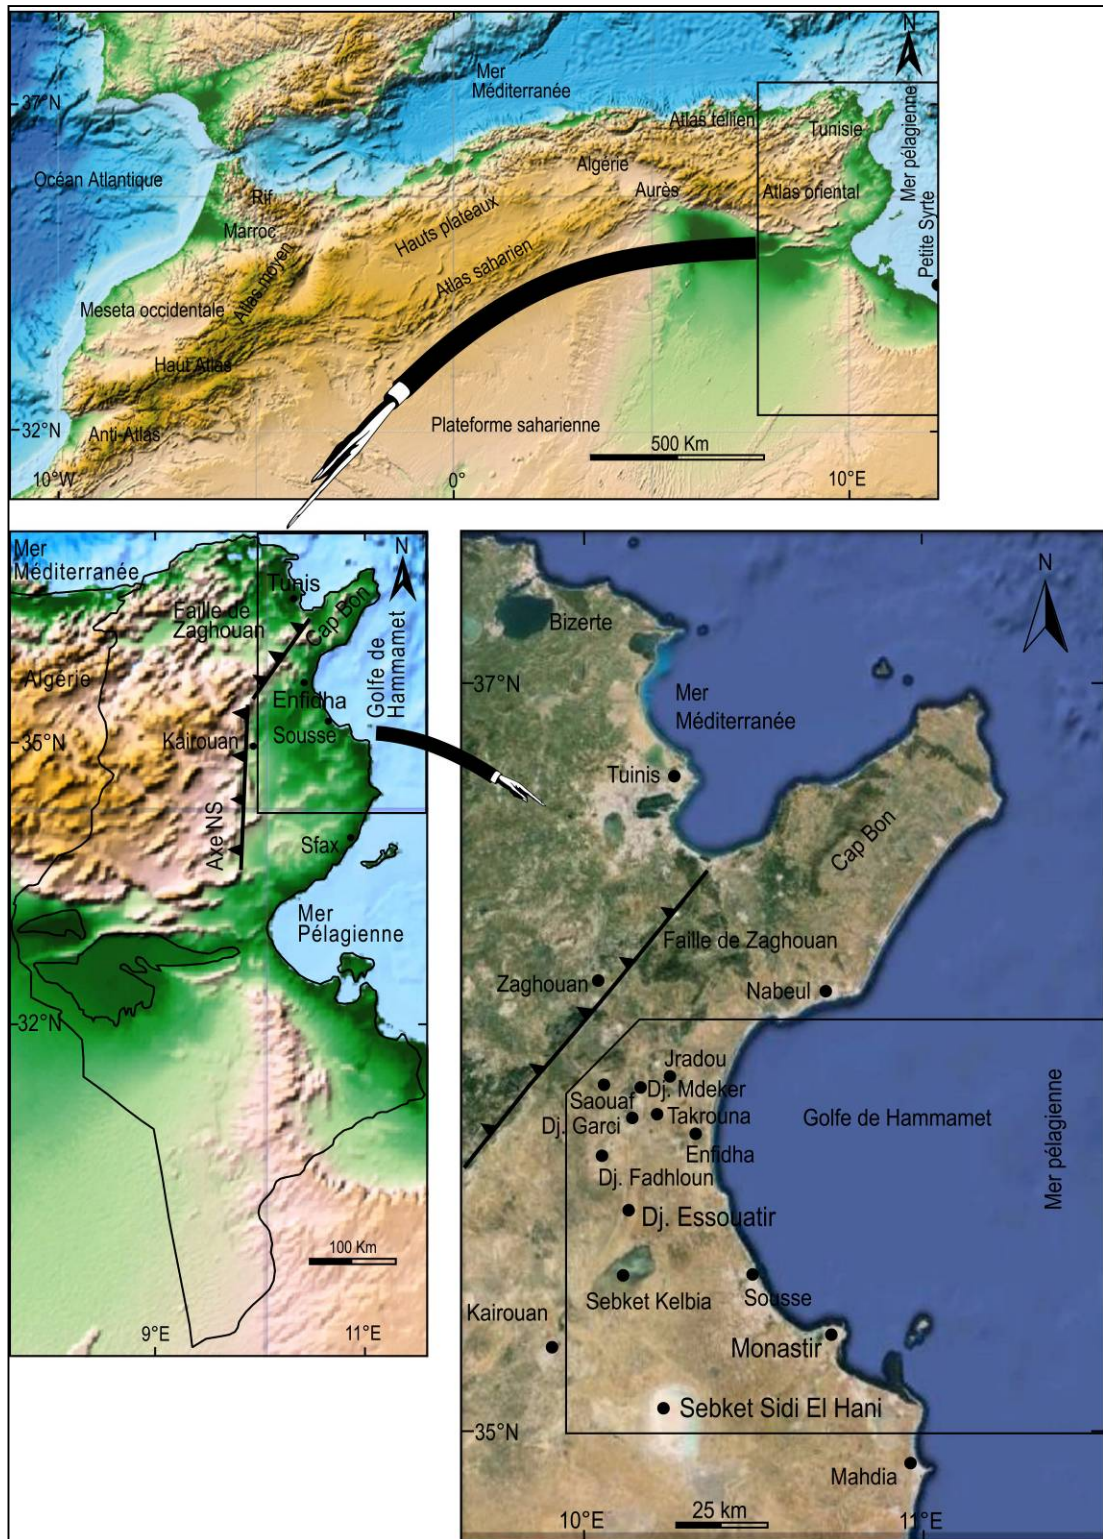 N
Mer
Méditerranée
37°N
Atlas tellien
Tunisie
Mer pélagienne
Océan Atlantique
Algérie
Aurès
Atlas oriental
Rif
Marroc
Hauts plateaux
Petite Syrte
Atlas moyen
Atlas saharien
Meseta occidentale
Haut Atlas
Plateforme saharienne
32°N
Anti-Atlas
500 Km
10°W
0°
10°E
Mer
Méditerranée
N
Tunis
Faille de
Zaghouan
Cap Bon
Algérie
Golfe de
Hammamet
Enfidha
35°N
Kairouan
Sousse
Axe NS
Sfax
Mer
Pélagienne
32°N
100 Km
9°E
11°E
N
Bizerte
37°N
Mer
Méditerranée
Tuinis
Cap Bon
Faille de Zaghouan
Zaghouan
Nabeul
Jradou
Dj. Mdeker
Saouaf
Takrouna
Dj. Garci
Golfe de Hammamet
Enfidha
Mer pélagienne
Dj. Fadhloun
Dj. Essouatir
Sebket Kelbia
Sousse
Kairouan
Monastir
Sebket Sidi El Hani
35°N
Mahdia
25 km
10°E
11°E